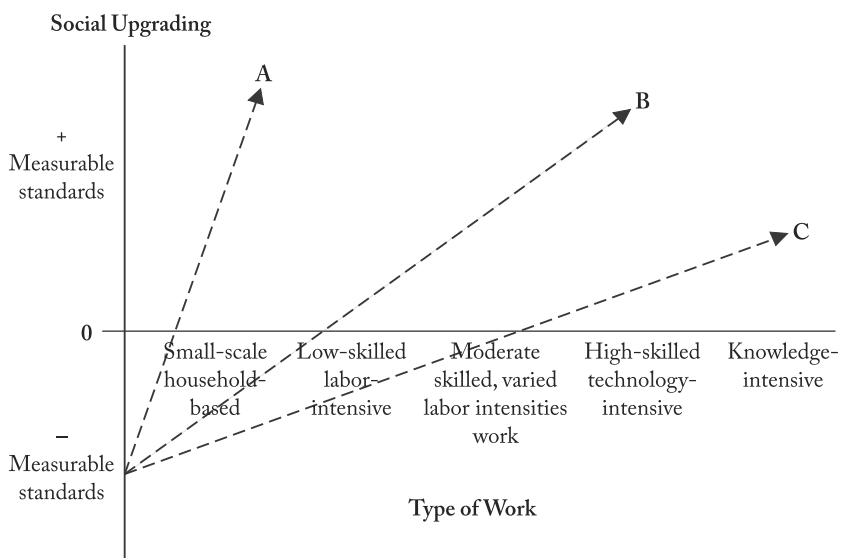 Social Upgrading
A
B
+
Measurable
standards
C
0
Small-scale
household-
based
Low-skilled
labor-
intensive
Moderate
skilled, varied
labor intensities
work
High-skilled
technology-
intensive
Knowledge-
intensive
–
Measurable
standards
Type of Work